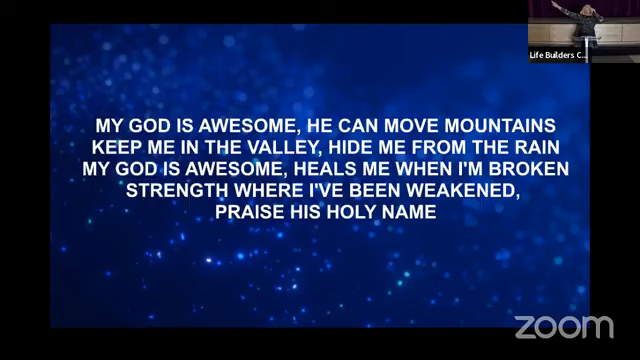 Life Builders C...
MY GOD IS AWESOME, HE CAN MOVE MOUNTAINS
KEEP ME IN THE VALLEY, HIDE ME FROM THE RAIN
MY GOD IS AWESOME, HEALS ME WHEN I'M BROKEN
STRENGTH WHERE I'VE BEEN WEAKENED,
PRAISE HIS HOLY NAME
zoom